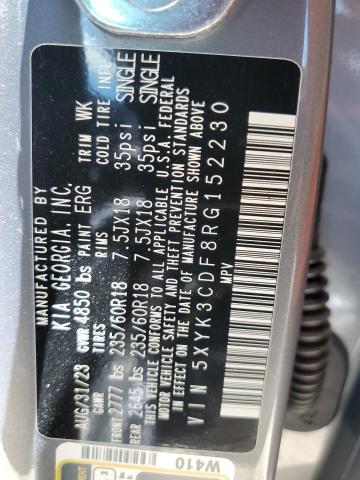 MANUFACTURED BY
KIA GEORGIA, INC.
AUG/31/23 GVWR 4850 lbs PAINT ERG TRIM WK
GAWR TIRES RIMS COLD TIRE INFL
FRONT 2777 lbs 235/60R18 7.5JX18 35psi SINGLE
REAR 2645 lbs 235/60R18 7.5JX18 35psi SINGLE
THIS VEHICLE CONFORMS TO ALL APPLICABLE U.S.A. FEDERAL
MOTOR VEHICLE SAFETY AND THEFT PREVENTION STANDARDS
IN EFFECT ON THE DATE OF MANUFACTURE SHOWN ABOVE
VIN 5XYK3CDF8RG152230
MPV
W410